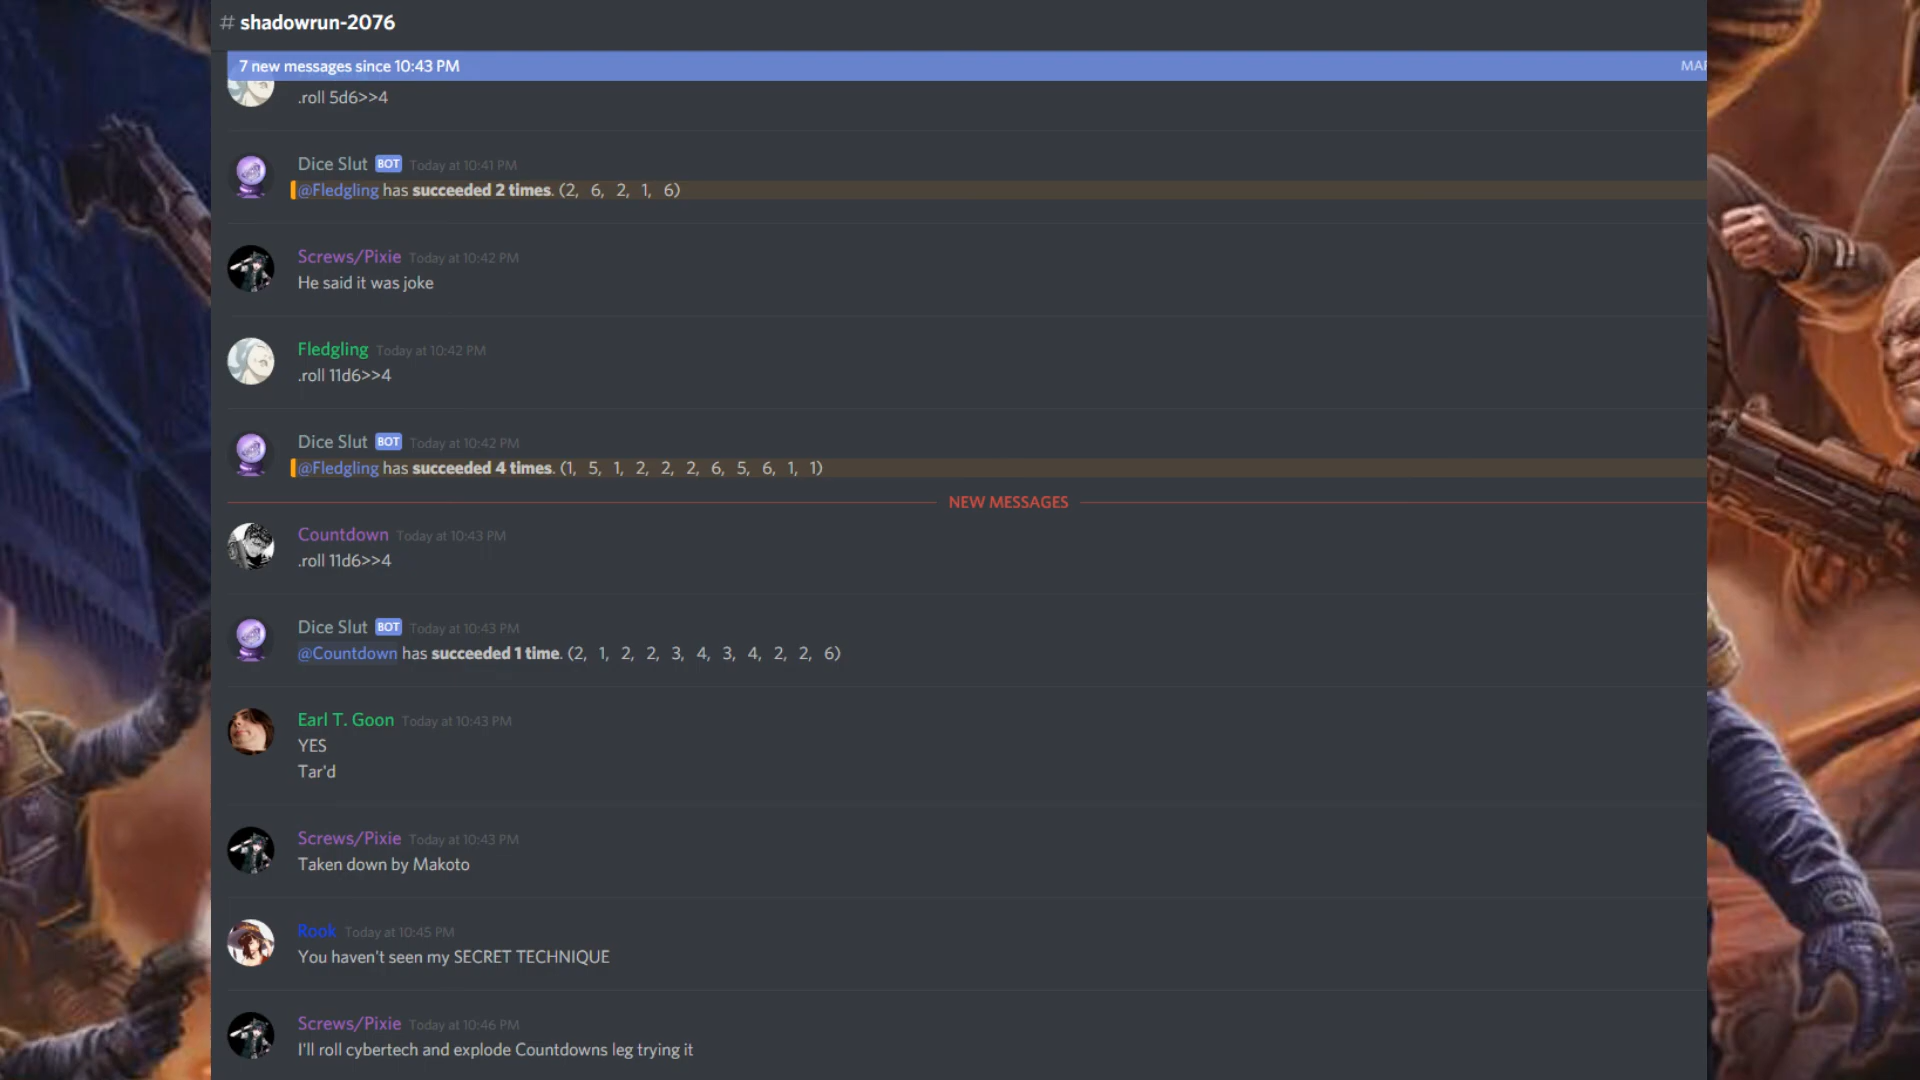 # shadowrun-2076
7 new messages since 10:43 PM
MAR
.roll 5d6>>4
Dice Slut BOT Today at 10:41 PM
@Fledgling has succeeded 2 times. (2, 6, 2, 1, 6)
Screws/Pixie Today at 10:42 PM
He said it was joke
Fledgling Today at 10:42 PM
.roll 11d6>>4
Dice Slut BOT Today at 10:42 PM
@Fledgling has succeeded 4 times. (1, 5, 1, 2, 2, 2, 6, 5, 6, 1, 1)
NEW MESSAGES
Countdown Today at 10:43 PM
.roll 11d6>>4
Dice Slut BOT Today at 10:43 PM
@Countdown has succeeded 1 time. (2, 1, 2, 2, 3, 4, 3, 4, 2, 2, 6)
Earl T. Goon Today at 10:43 PM
YES
Tar'd
Screws/Pixie Today at 10:43 PM
Taken down by Makoto
Rook Today at 10:45 PM
You haven't seen my SECRET TECHNIQUE
Screws/Pixie Today at 10:46 PM
I'll roll cybertech and explode Countdowns leg trying it